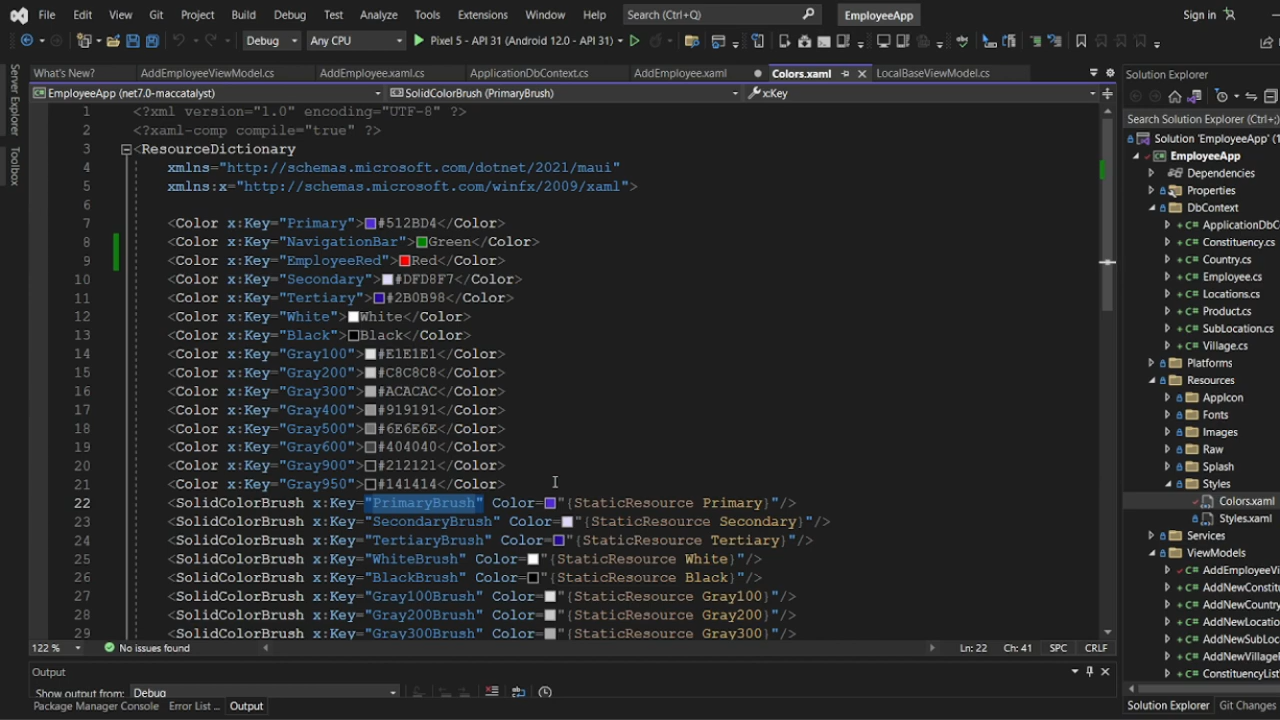 File Edit View Git Project Build Debug Test Analyze Tools Extensions Window Help Search (Ctrl+Q) EmployeeApp Sign in
Debug Any CPU Pixel 5 - API 31 (Android 12.0 - API 31)
What's New? AddEmployeeViewModel.cs AddEmployee.xaml.cs ApplicationDbContext.cs AddEmployee.xaml Colors.xaml LocalBaseViewModel.cs
EmployeeApp (net7.0-maccatalyst) SolidColorBrush (PrimaryBrush) x:Key
Server Explorer
Toolbox
1 <?xml version="1.0" encoding="UTF-8" ?>
2 <?xaml-comp compile="true" ?>
3 <ResourceDictionary
4 xmlns="http://schemas.microsoft.com/dotnet/2021/maui"
5 xmlns:x="http://schemas.microsoft.com/winfx/2009/xaml">
6
7 <Color x:Key="Primary">#512BD4</Color>
8 <Color x:Key="NavigationBar">Green</Color>
9 <Color x:Key="EmployeeRed">Red</Color>
10 <Color x:Key="Secondary">#DFD8F7</Color>
11 <Color x:Key="Tertiary">#2B0B98</Color>
12 <Color x:Key="White">White</Color>
13 <Color x:Key="Black">Black</Color>
14 <Color x:Key="Gray100">#E1E1E1</Color>
15 <Color x:Key="Gray200">#C8C8C8</Color>
16 <Color x:Key="Gray300">#ACACAC</Color>
17 <Color x:Key="Gray400">#919191</Color>
18 <Color x:Key="Gray500">#6E6E6E</Color>
19 <Color x:Key="Gray600">#404040</Color>
20 <Color x:Key="Gray900">#212121</Color>
21 <Color x:Key="Gray950">#141414</Color>
22 <SolidColorBrush x:Key="PrimaryBrush" Color="{StaticResource Primary}"/>
23 <SolidColorBrush x:Key="SecondaryBrush" Color="{StaticResource Secondary}"/>
24 <SolidColorBrush x:Key="TertiaryBrush" Color="{StaticResource Tertiary}"/>
25 <SolidColorBrush x:Key="WhiteBrush" Color="{StaticResource White}"/>
26 <SolidColorBrush x:Key="BlackBrush" Color="{StaticResource Black}"/>
27 <SolidColorBrush x:Key="Gray100Brush" Color="{StaticResource Gray100}"/>
28 <SolidColorBrush x:Key="Gray200Brush" Color="{StaticResource Gray200}"/>
29 <SolidColorBrush x:Key="Gray300Brush" Color="{StaticResource Gray300}"/>
122 % No issues found Ln: 22 Ch: 41 SPC CRLF
Output
Show output from: Debug
Package Manager Console Error List ... Output
Solution Explorer
Search Solution Explorer (Ctrl+;)
Solution 'EmployeeApp' (
EmployeeApp
Dependencies
Properties
DbContext
C# ApplicationDbC
C# Constituency.c
C# Country.cs
C# Employee.cs
C# Locations.cs
C# Product.cs
C# SubLocation.cs
C# Village.cs
Platforms
Resources
AppIcon
Fonts
Images
Raw
Splash
Styles
Colors.xaml
Styles.xaml
Services
ViewModels
C# AddEmployeeVi
C# AddNewConstit
C# AddNewCountr
C# AddNewLocatio
C# AddNewSubLo
C# AddNewVillage
C# ConstituencyList
Solution Explorer Git Changes